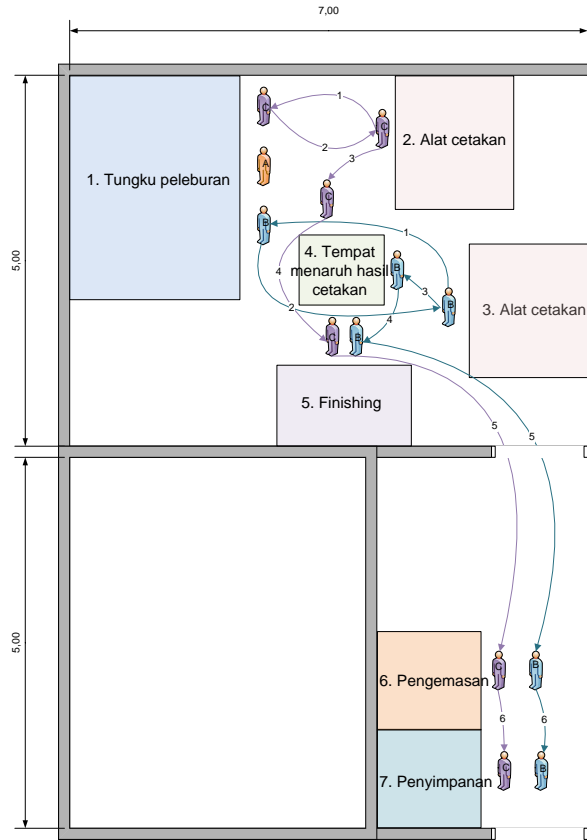 7,00
C
1
C
2. Alat cetakan
2
3
A
1. Tungku peleburan
C
B
1
4. Tempat
menaruh hasil
cetakan
4
B
3
B
2
4
3. Alat cetakan
5,00
C
B
5. Finishing
5
5
5,00
C
B
6. Pengemasan
6
6
7. Penyimpanan
C
B